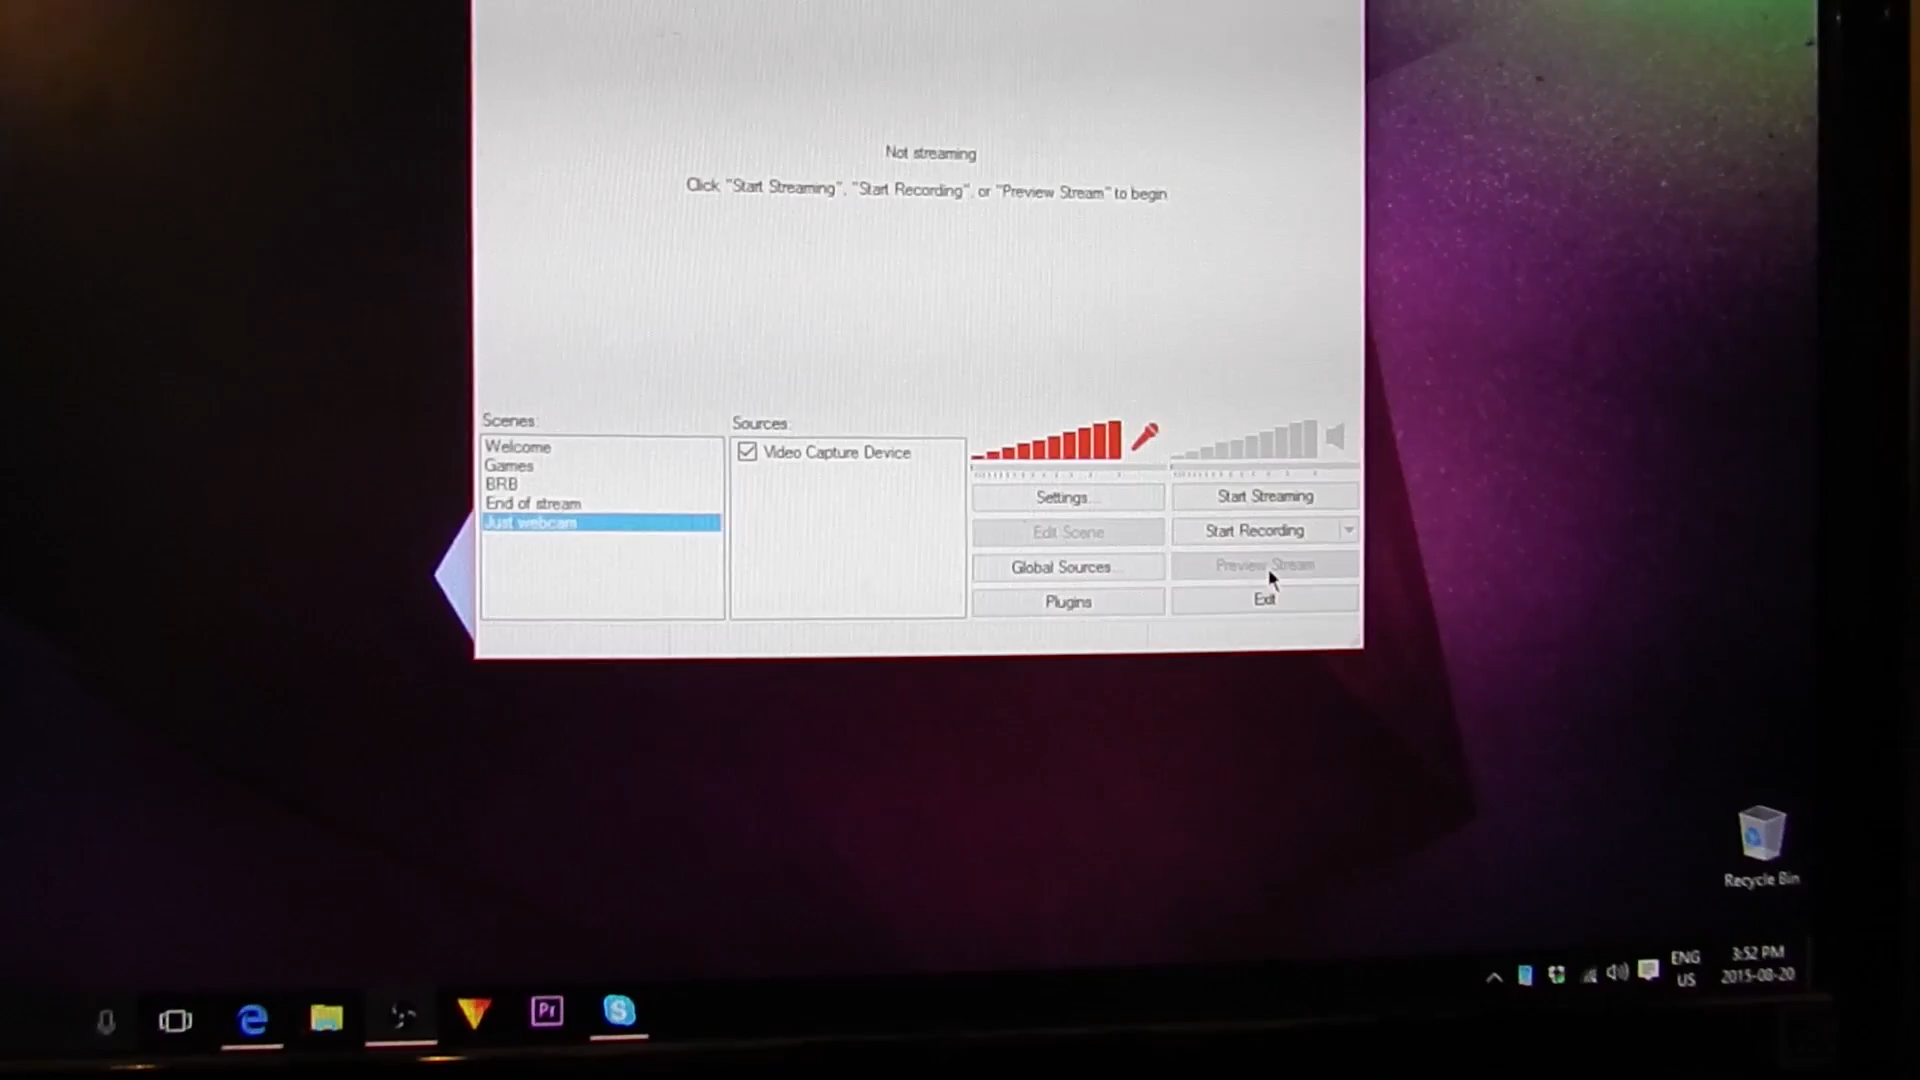 Not streaming
Click "Start Streaming", "Start Recording", or "Preview Stream" to begin
Scenes:
Welcome
Games
BRB
End of stream
Just webcam
Sources:
Video Capture Device
Settings...
Start Streaming
Edit Scene
Start Recording
Global Sources...
Preview Stream
Plugins
Exit
Recycle Bin
ENG
US
3:52 PM
2015-08-20
Pr
S